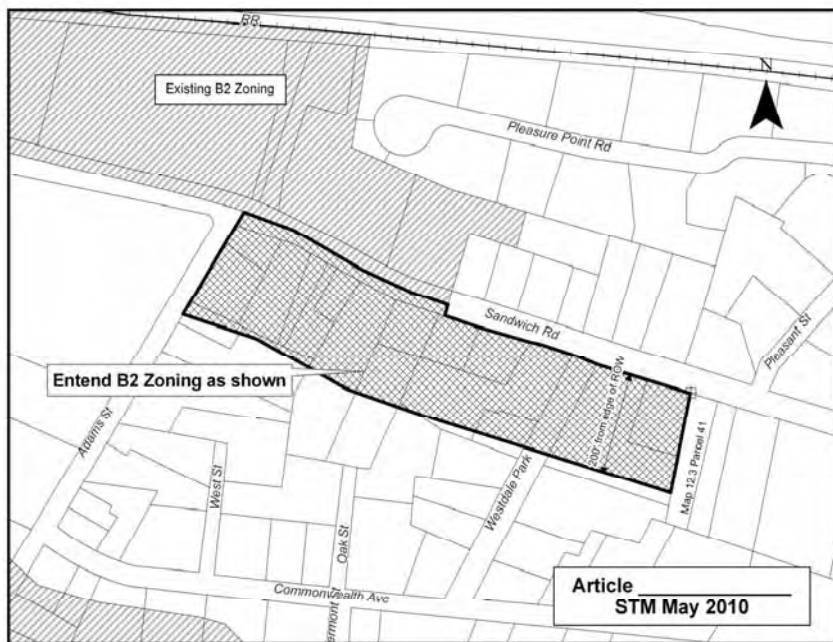 RR
Existing B2 Zoning
N
Pleasure Point Rd
Sandwich Rd
Pleasant St
Entend B2 Zoning as shown
200' from edge of ROW
Map 12.3 Parcel 41
Adams St
West St
Oak St
Westdale Park
Commonwealth Ave
ermont St
Article
STM May 2010